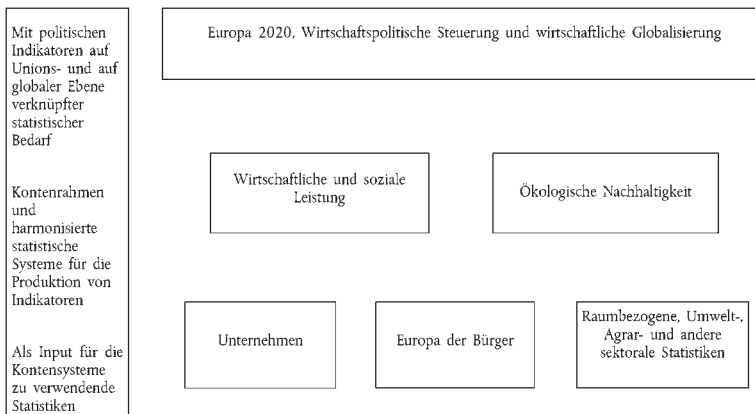 Mit politischen
Indikatoren auf
Unions- und auf
globaler Ebene
verknüpfter
statistischer
Bedarf
Europa 2020, Wirtschaftspolitische Steuerung und wirtschaftliche Globalisierung
Kontenrahmen
und
harmonisierte
statistische
Systeme für die
Produktion von
Indikatoren
Wirtschaftliche und soziale
Leistung
Ökologische Nachhaltigkeit
Als Input für die
Kontensysteme
zu verwendende
Statistiken
Unternehmen
Europa der Bürger
Raumbezogene, Umwelt-,
Agrar- und andere
sektorale Statistiken